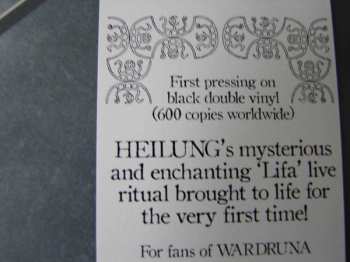 First pressing on
black double vinyl
(600 copies worldwide)
HEILUNG's mysterious
and enchanting 'Lifa' live
ritual brought to life for
the very first time!
For fans of WARDRUNA